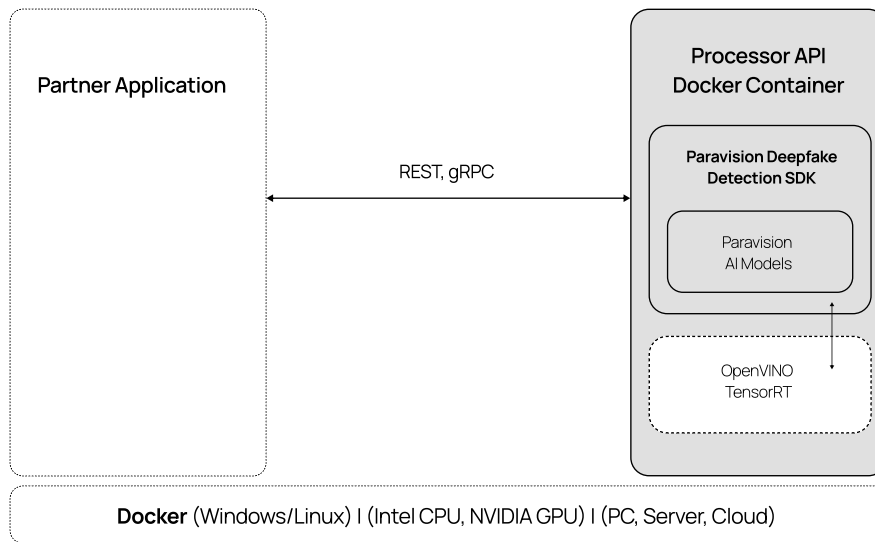 Partner Application
REST, gRPC
Processor API
Docker Container
Paravision Deepfake
Detection SDK
Paravision
AI Models
OpenVINO
TensorRT
Docker (Windows/Linux) | (Intel CPU, NVIDIA GPU) | (PC, Server, Cloud)